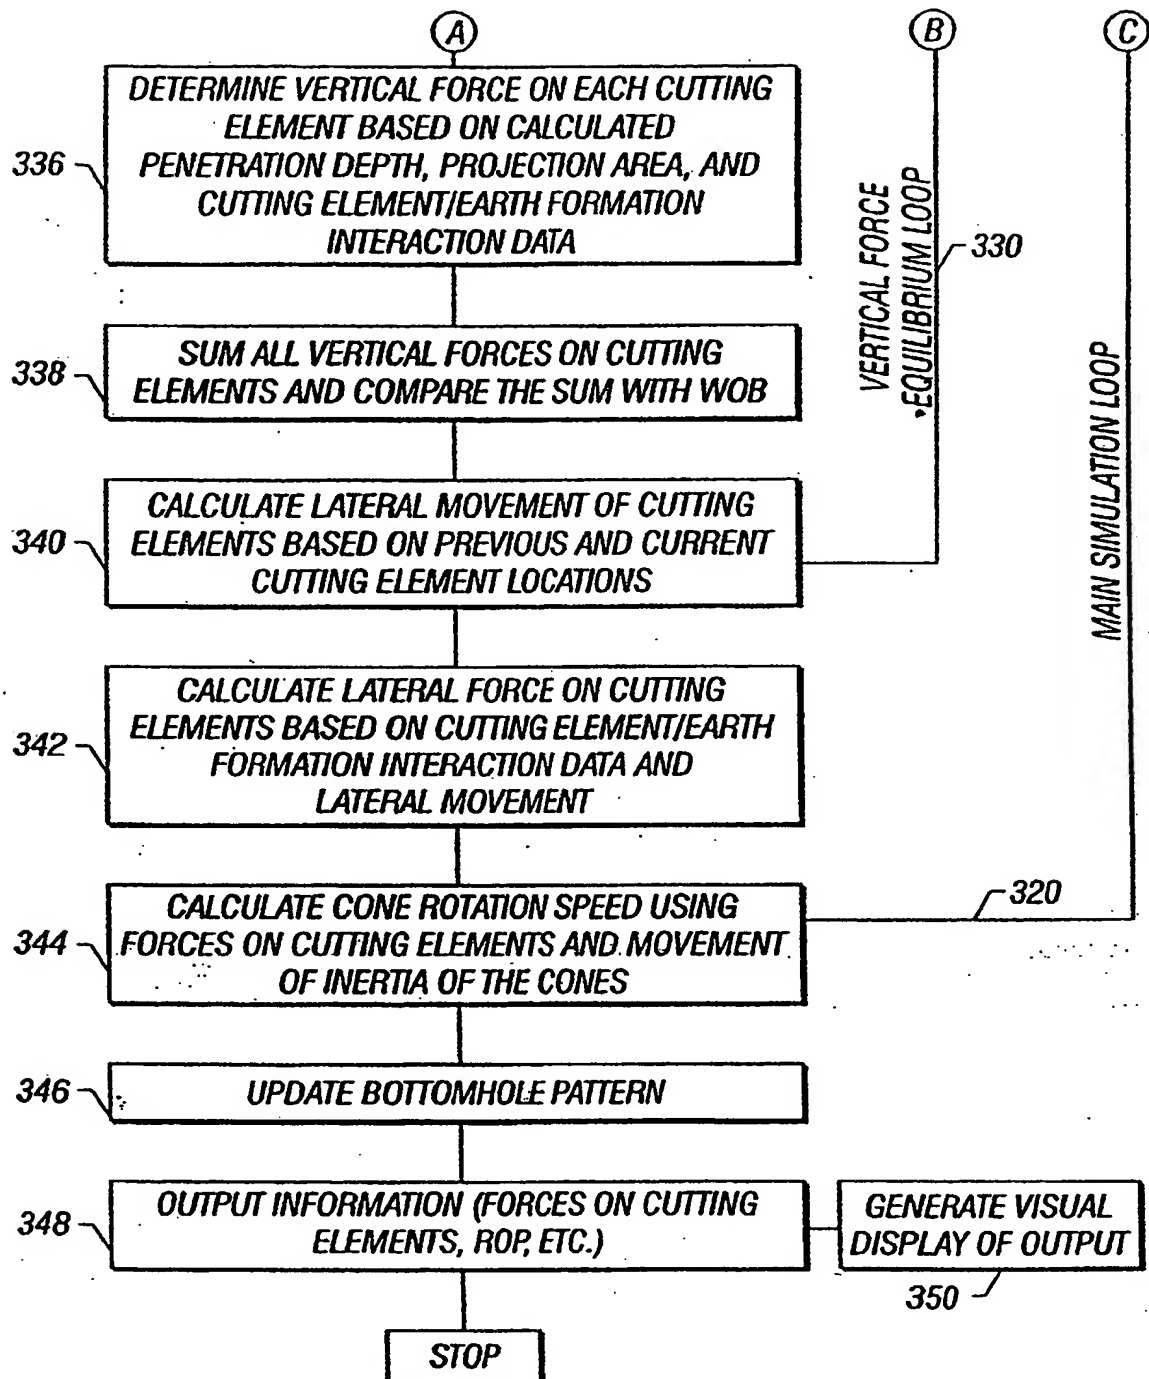 A
B
C
DETERMINE VERTICAL FORCE ON EACH CUTTING
ELEMENT BASED ON CALCULATED
PENETRATION DEPTH, PROJECTION AREA, AND
CUTTING ELEMENT/EARTH FORMATION
INTERACTION DATA
336
VERTICAL FORCE
EQUILIBRIUM LOOP
330
MAIN SIMULATION LOOP
SUM ALL VERTICAL FORCES ON CUTTING
ELEMENTS AND COMPARE THE SUM WITH WOB
338
CALCULATE LATERAL MOVEMENT OF CUTTING
ELEMENTS BASED ON PREVIOUS AND CURRENT
CUTTING ELEMENT LOCATIONS
340
CALCULATE LATERAL FORCE ON CUTTING
ELEMENTS BASED ON CUTTING ELEMENT/EARTH
FORMATION INTERACTION DATA AND
LATERAL MOVEMENT
342
CALCULATE CONE ROTATION SPEED USING
FORCES ON CUTTING ELEMENTS AND MOVEMENT
OF INERTIA OF THE CONES
344
320
UPDATE BOTTOMHOLE PATTERN
346
OUTPUT INFORMATION (FORCES ON CUTTING
ELEMENTS, ROP, ETC.)
348
GENERATE VISUAL
DISPLAY OF OUTPUT
350
STOP